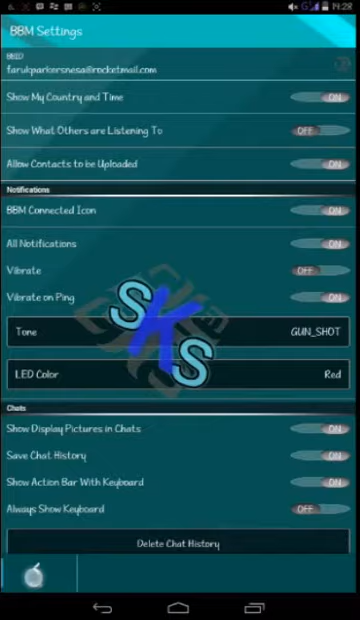 14:28
BBM Settings
BBID
farukparkersnesa@rocketmail.com
Show My Country and Time ON
Show What Others are Listening To OFF
Allow Contacts to be Uploaded ON
Notifications
BBM Connected Icon ON
All Notifications ON
Vibrate OFF
Vibrate on Ping ON
SKS
Tone GUN_SHOT
LED Color Red
Chats
Show Display Pictures in Chats ON
Save Chat History ON
Show Action Bar With Keyboard ON
Always Show Keyboard OFF
Delete Chat History